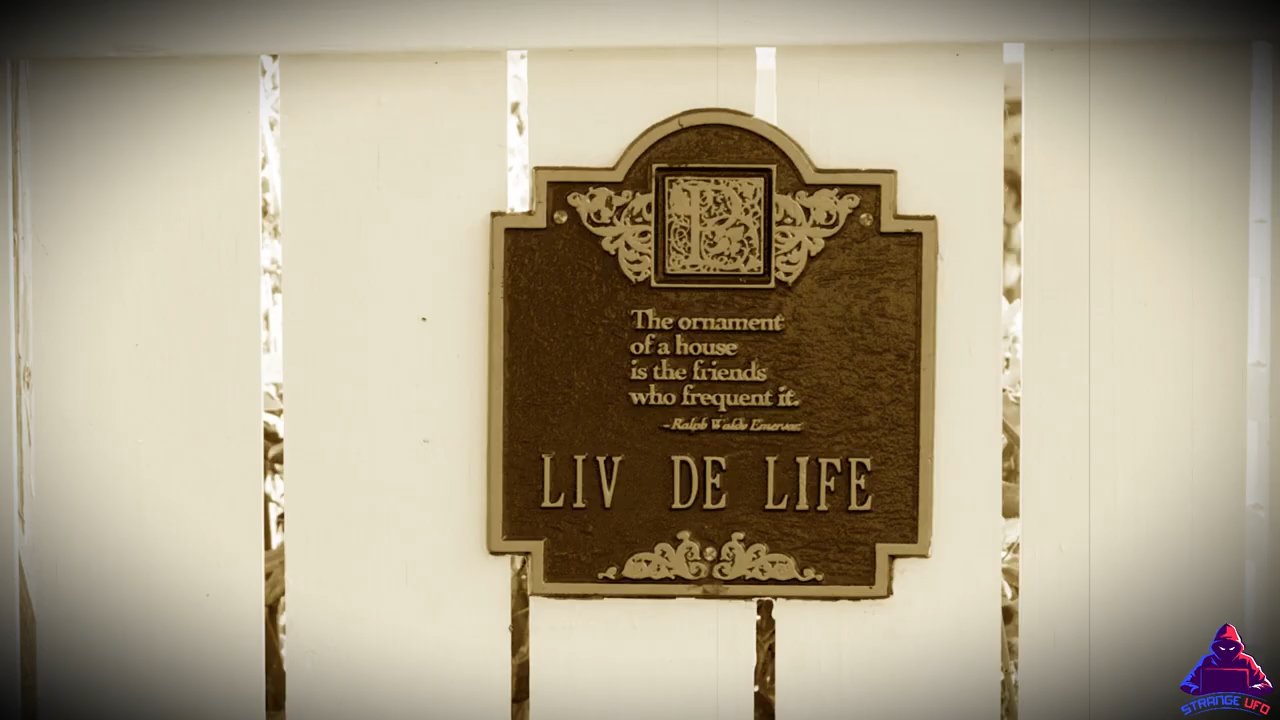 R
The ornament
of a house
is the friends
who frequent it.
- Ralph Waldo Emerson
LIV DE LIFE
STRANGE UFO